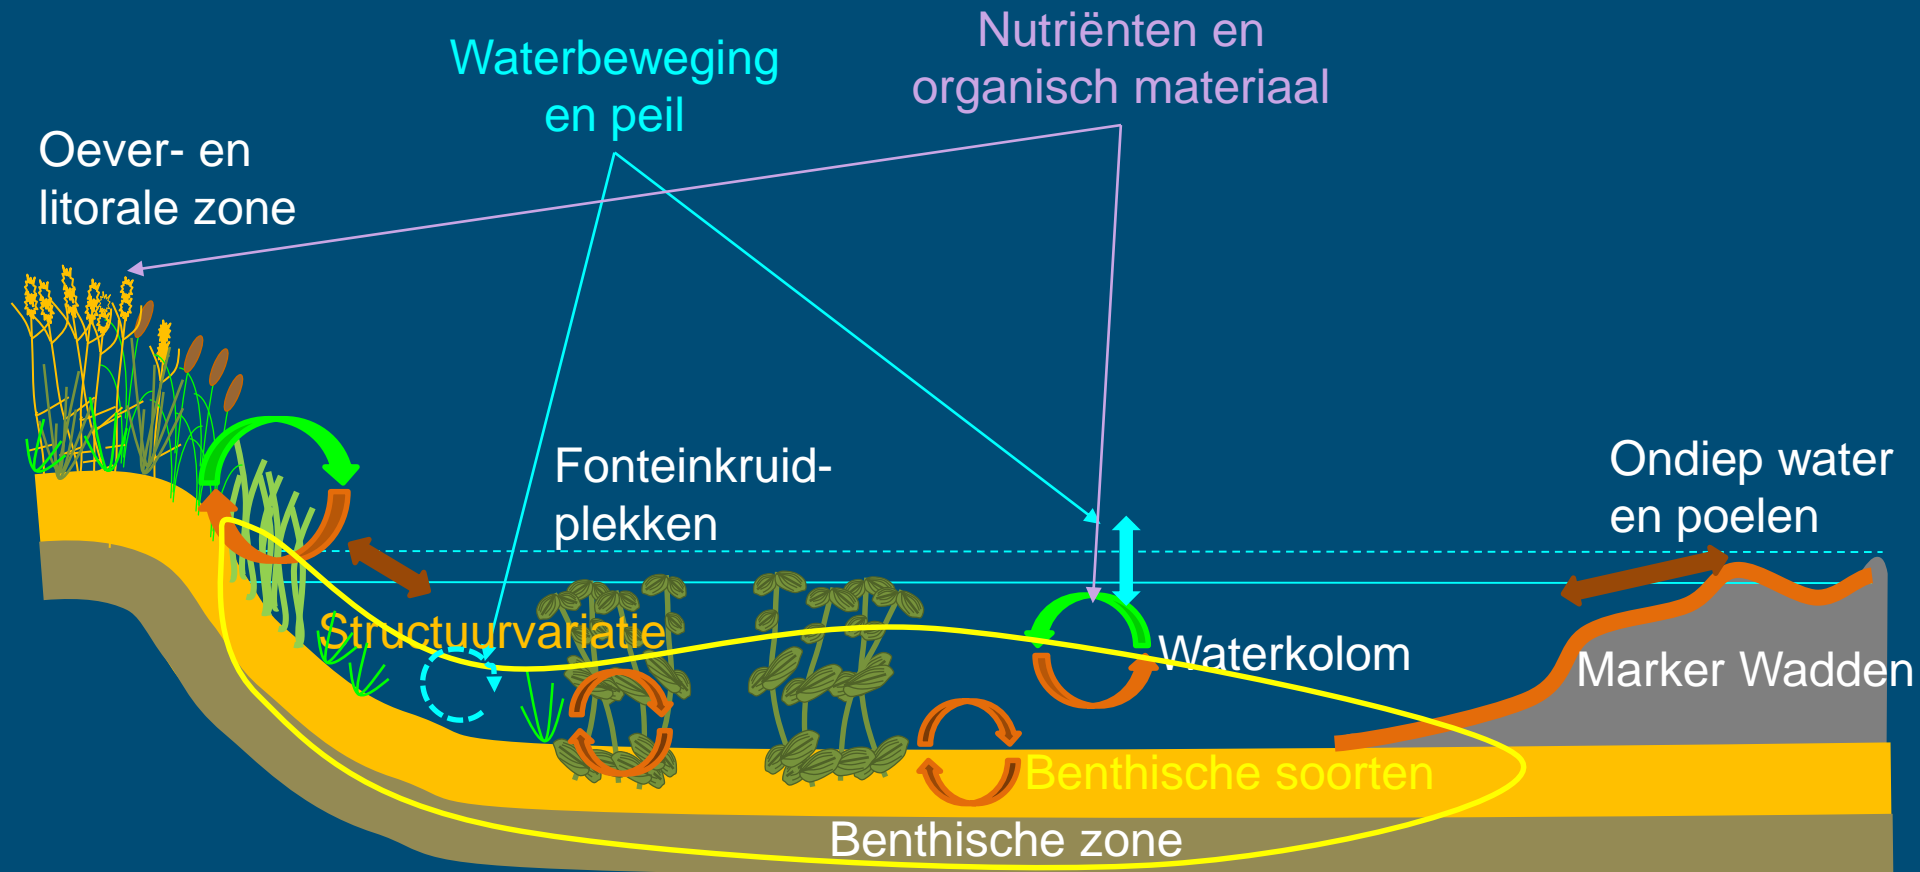 Nutriënten en
organisch materiaal
Waterbeweging
en peil
Oever- en
litorale zone
Fonteinkruid-
plekken
Ondiep water
en poelen
Structuurvariatie
Waterkolom
Marker Wadden
Benthische soorten
Benthische zone